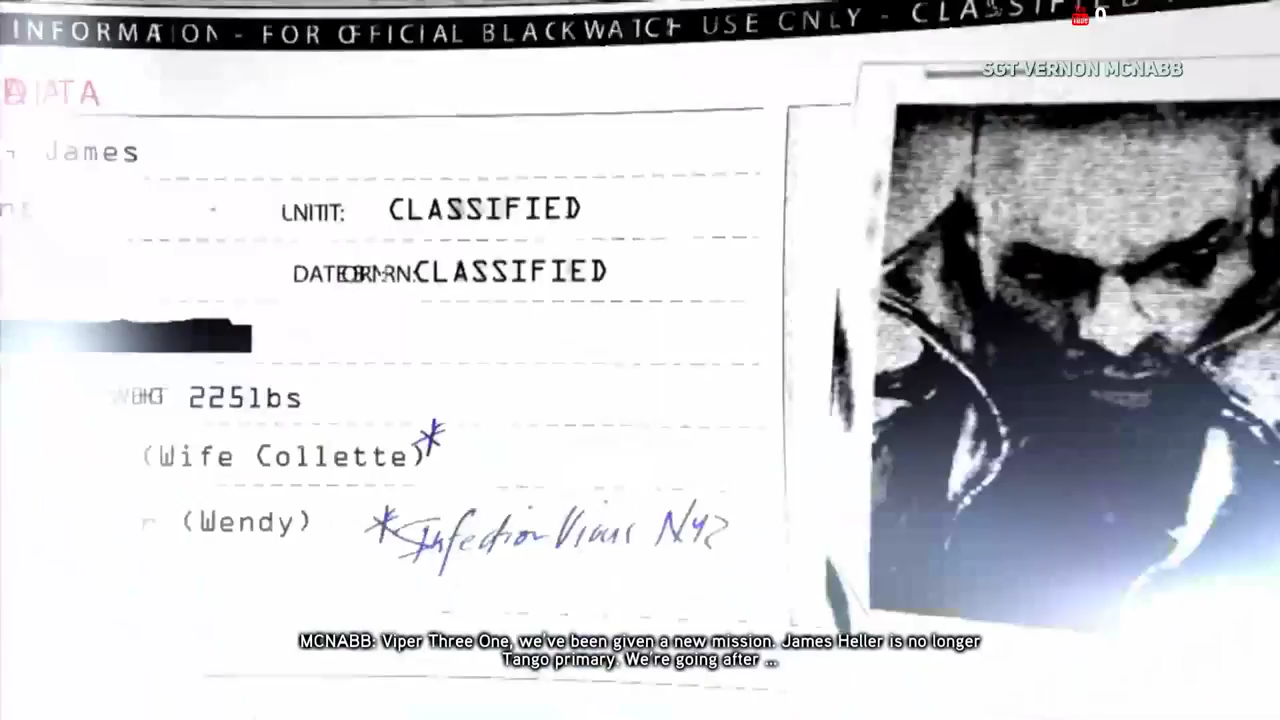 INFORMATION - FOR OFFICIAL BLACKWATCH USE ONLY - CLASSIFIED
0
SGT VERNON MCNABB
DATA
James
UNIT: CLASSIFIED
CLASSIFIED
225lbs
(Wife Collette)*
(Wendy) *Infection Virus NYZ
MCNABB: Viper Three One, we've been given a new mission. James Heller is no longer
Tango primary. We're going after ...